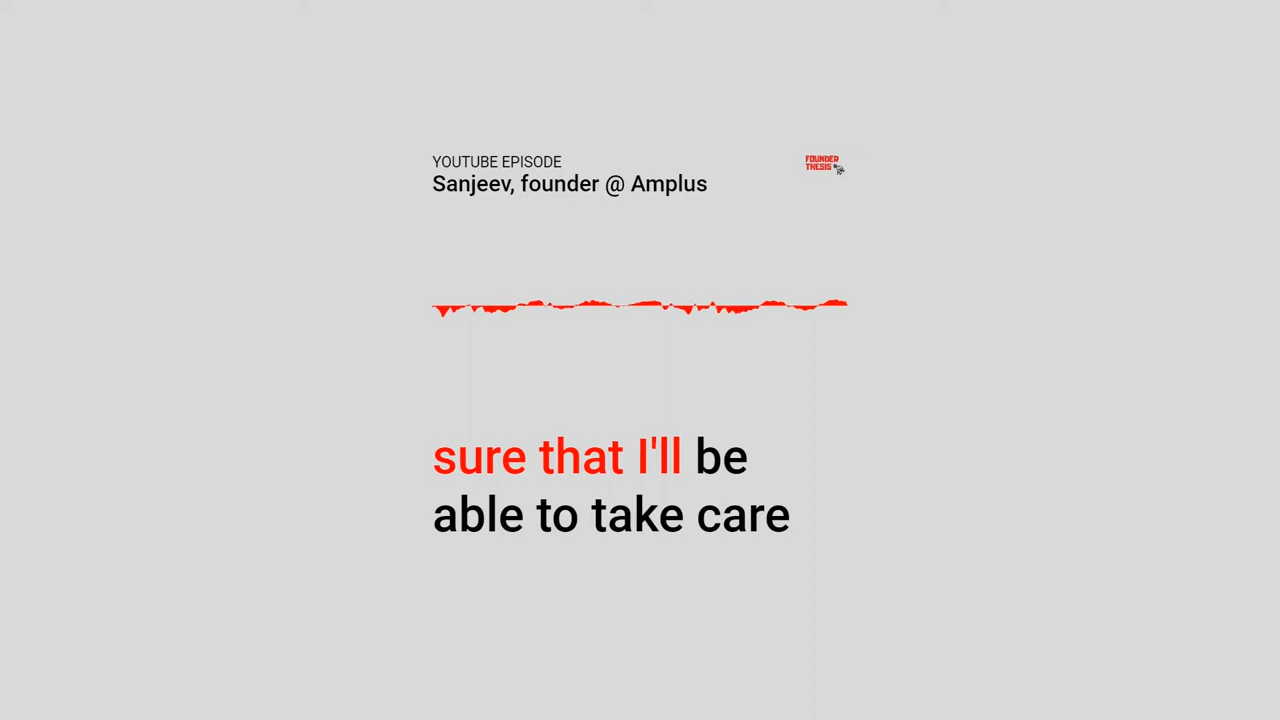 YOUTUBE EPISODE
FOUNDER
THESIS
Sanjeev, founder @ Amplus
sure that I'll be
able to take care